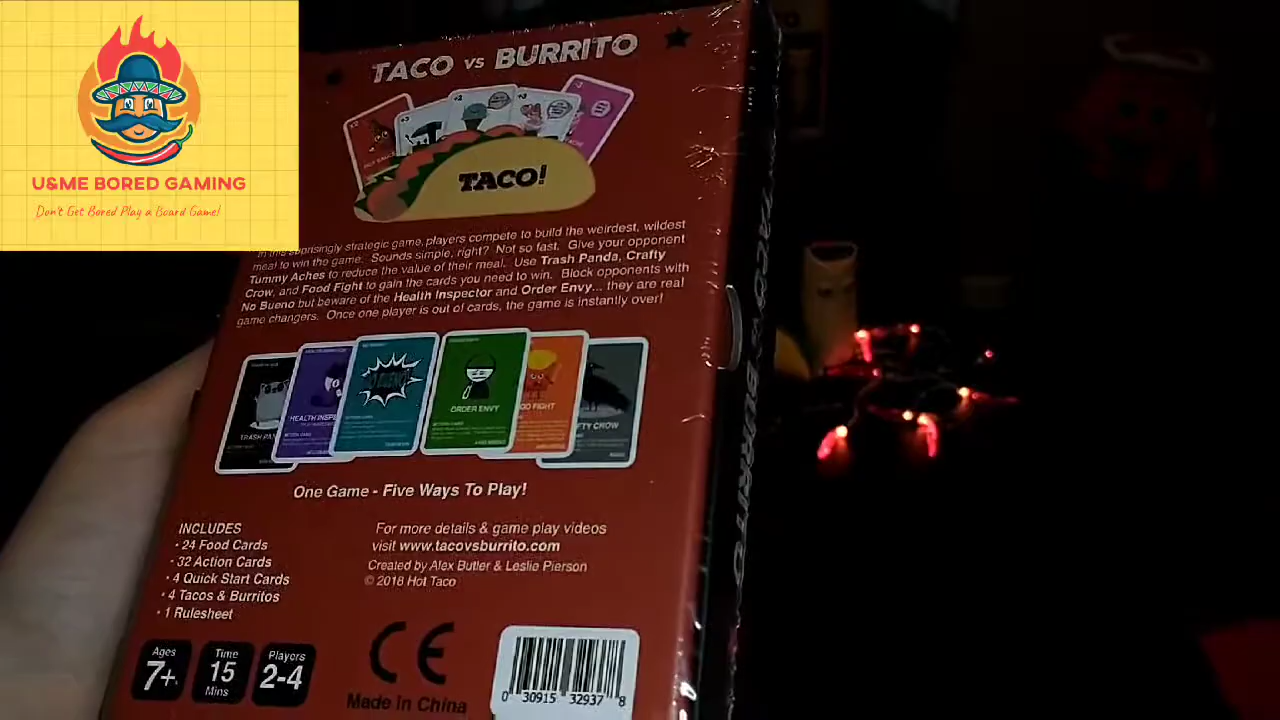 U&ME BORED GAMING
Don't Get Bored Play a Board Game!
TACO vs BURRITO
TACO!
In this surprisingly strategic game, players compete to build the weirdest, wildest
meal to win the game. Sounds simple, right? Not so fast. Give your opponent
Tummy Aches to reduce the value of their meal. Use Trash Panda, Crafty
Crow, and Food Fight to gain the cards you need to win. Block opponents with
No Bueno but beware of the Health Inspector and Order Envy... they are real
game changers. Once one player is out of cards, the game is instantly over!
TRASH PAN
HEALTH INSPE
NO BUENO
ORDER ENVY
OD FIGHT
FTY CROW
ACTION CARD
One Game - Five Ways To Play!
INCLUDES
· 24 Food Cards
· 32 Action Cards
· 4 Quick Start Cards
· 4 Tacos & Burritos
· 1 Rulesheet
For more details & game play videos
visit www.tacovsburrito.com
Created by Alex Butler & Leslie Pierson
© 2018 Hot Taco
Ages
7+
Time
15
Mins
Players
2-4
CE
Made in China
0 30915 32937 8
TACO VS BURRITO